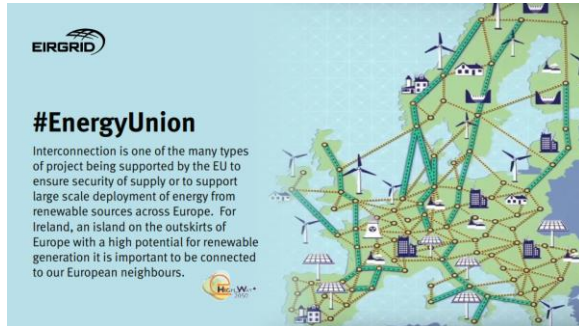 EIRGRID
#EnergyUnion
Interconnection is one of the many types
of project being supported by the EU to
ensure security of supply or to support
large scale deployment of energy from
renewable sources across Europe. For
Ireland, an island on the outskirts of
Europe with a high potential for renewable
generation it is important to be connected
to our European neighbours.
2050